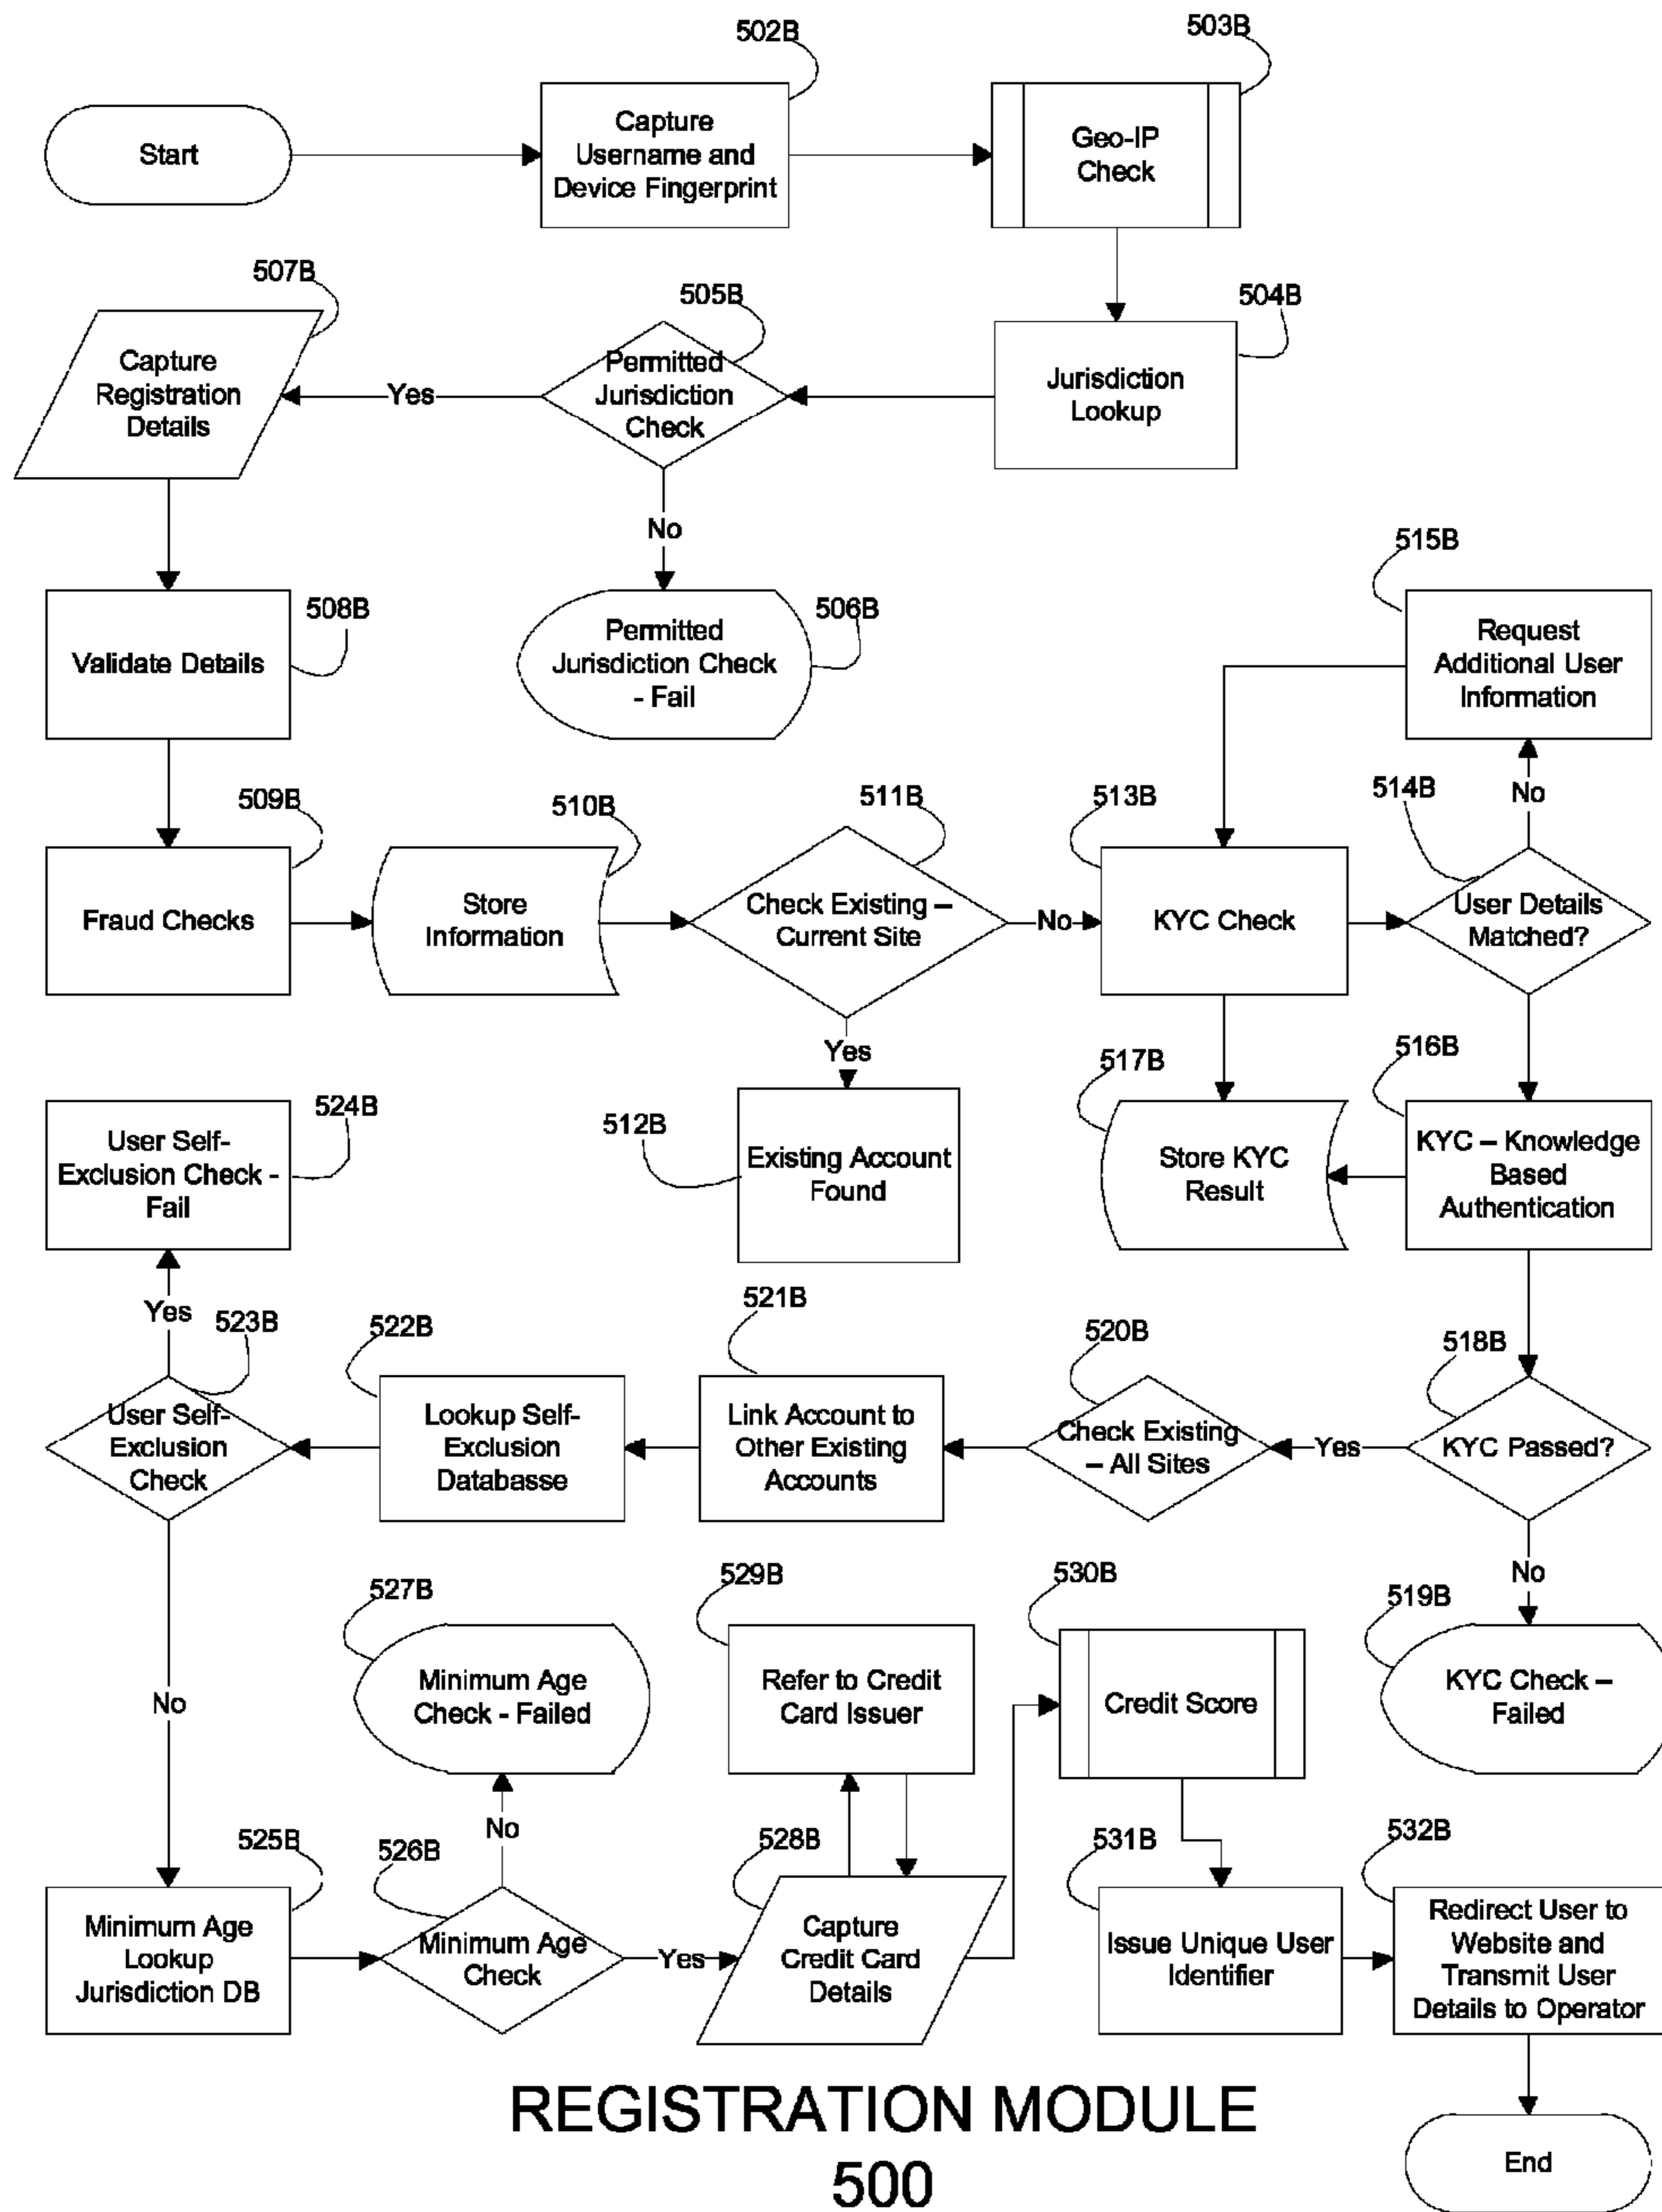 502B
503B
Start
Capture
Username and
Device Fingerprint
Geo-IP
Check
507B
505B
504B
Capture
Registration
Details
Yes
Permitted
Jurisdiction
Check
Jurisdiction
Lookup
No
515B
508B
506B
Validate Details
Permitted
Jurisdiction Check
- Fail
Request
Additional User
Information
509B
510B
511B
513B
514B
No
Fraud Checks
Store
Information
Check Existing –
Current Site
No
KYC Check
User Details
Matched?
Yes
517B
516B
524B
512B
User Self-
Exclusion Check -
Fail
Existing Account
Found
Store KYC
Result
KYC – Knowledge
Based
Authentication
Yes
523B
522B
521B
520B
518B
User Self-
Exclusion
Check
Lookup Self-
Exclusion
Databasse
Link Account to
Other Existing
Accounts
Check Existing
– All Sites
Yes
KYC Passed?
No
527B
529B
530B
No
519B
Minimum Age
Check - Failed
Refer to Credit
Card Issuer
Credit Score
KYC Check –
Failed
No
525B
526B
528B
531B
532B
Minimum Age
Lookup
Jurisdiction DB
Minimum Age
Check
Yes
Capture
Credit Card
Details
Issue Unique User
Identifier
Redirect User to
Website and
Transmit User
Details to Operator
REGISTRATION MODULE
500
End